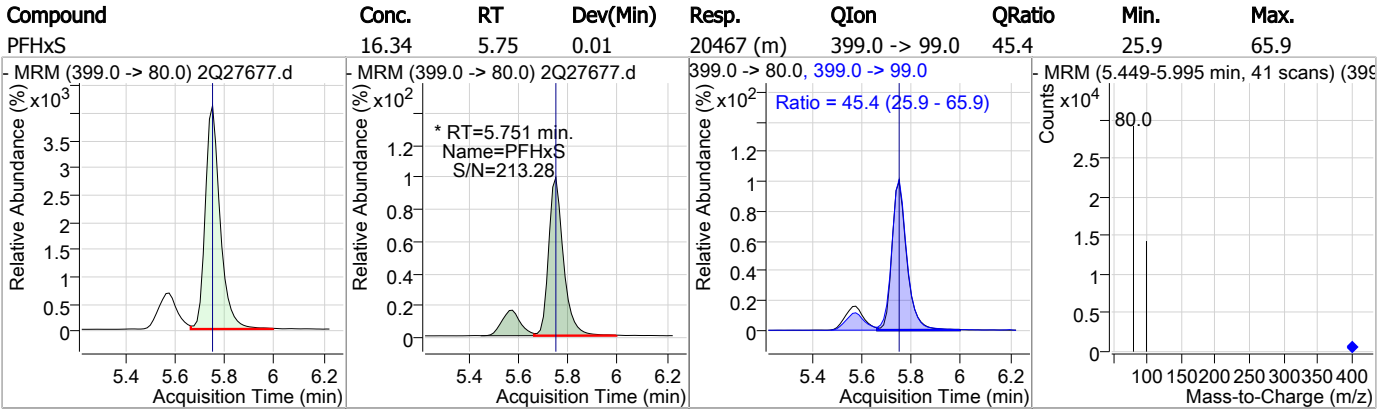 Compound Conc. RT Dev(Min) Resp. QIon QRatio Min. Max.
PFHxS 16.34 5.75 0.01 20467 (m) 399.0 -> 99.0 45.4 25.9 65.9
- MRM (399.0 -> 80.0) 2Q27677.d
Relative Abundance (%)
x10³
3.5
3
2.5
2
1.5
1
0.5
0
5.4 5.6 5.8 6 6.2
Acquisition Time (min)
- MRM (399.0 -> 80.0) 2Q27677.d
Relative Abundance (%)
x10²
* RT=5.751 min.
Name=PFHxS
S/N=213.28
1.2
1
0.8
0.6
0.4
0.2
0
5.4 5.6 5.8 6 6.2
Acquisition Time (min)
399.0 -> 80.0, 399.0 -> 99.0
Relative Abundance (%)
x10²
Ratio = 45.4 (25.9 - 65.9)
1.2
1
0.8
0.6
0.4
0.2
0
5.4 5.6 5.8 6 6.2
Acquisition Time (min)
- MRM (5.449-5.995 min, 41 scans) (399
Counts
x10⁴
80.0
3
2.5
2
1.5
1
0.5
0
100 150 200 250 300 350 400
Mass-to-Charge (m/z)